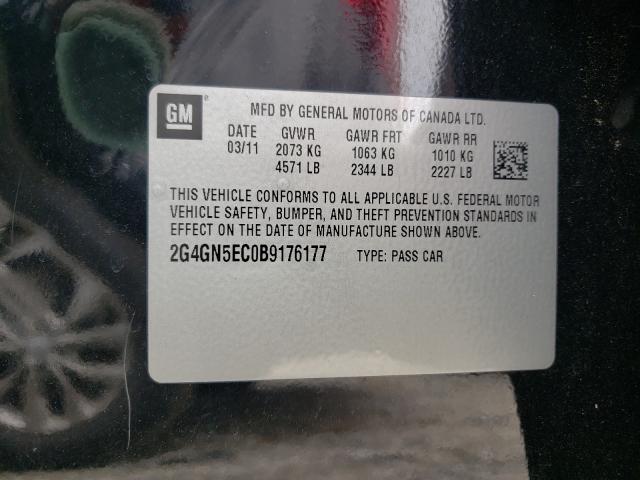 GM ® MFD BY GENERAL MOTORS OF CANADA LTD.
DATE GVWR GAWR FRT GAWR RR
03/11 2073 KG 1063 KG 1010 KG
4571 LB 2344 LB 2227 LB
THIS VEHICLE CONFORMS TO ALL APPLICABLE U.S. FEDERAL MOTOR
VEHICLE SAFETY, BUMPER, AND THEFT PREVENTION STANDARDS IN
EFFECT ON THE DATE OF MANUFACTURE SHOWN ABOVE.
2G4GN5EC0B9176177 TYPE: PASS CAR